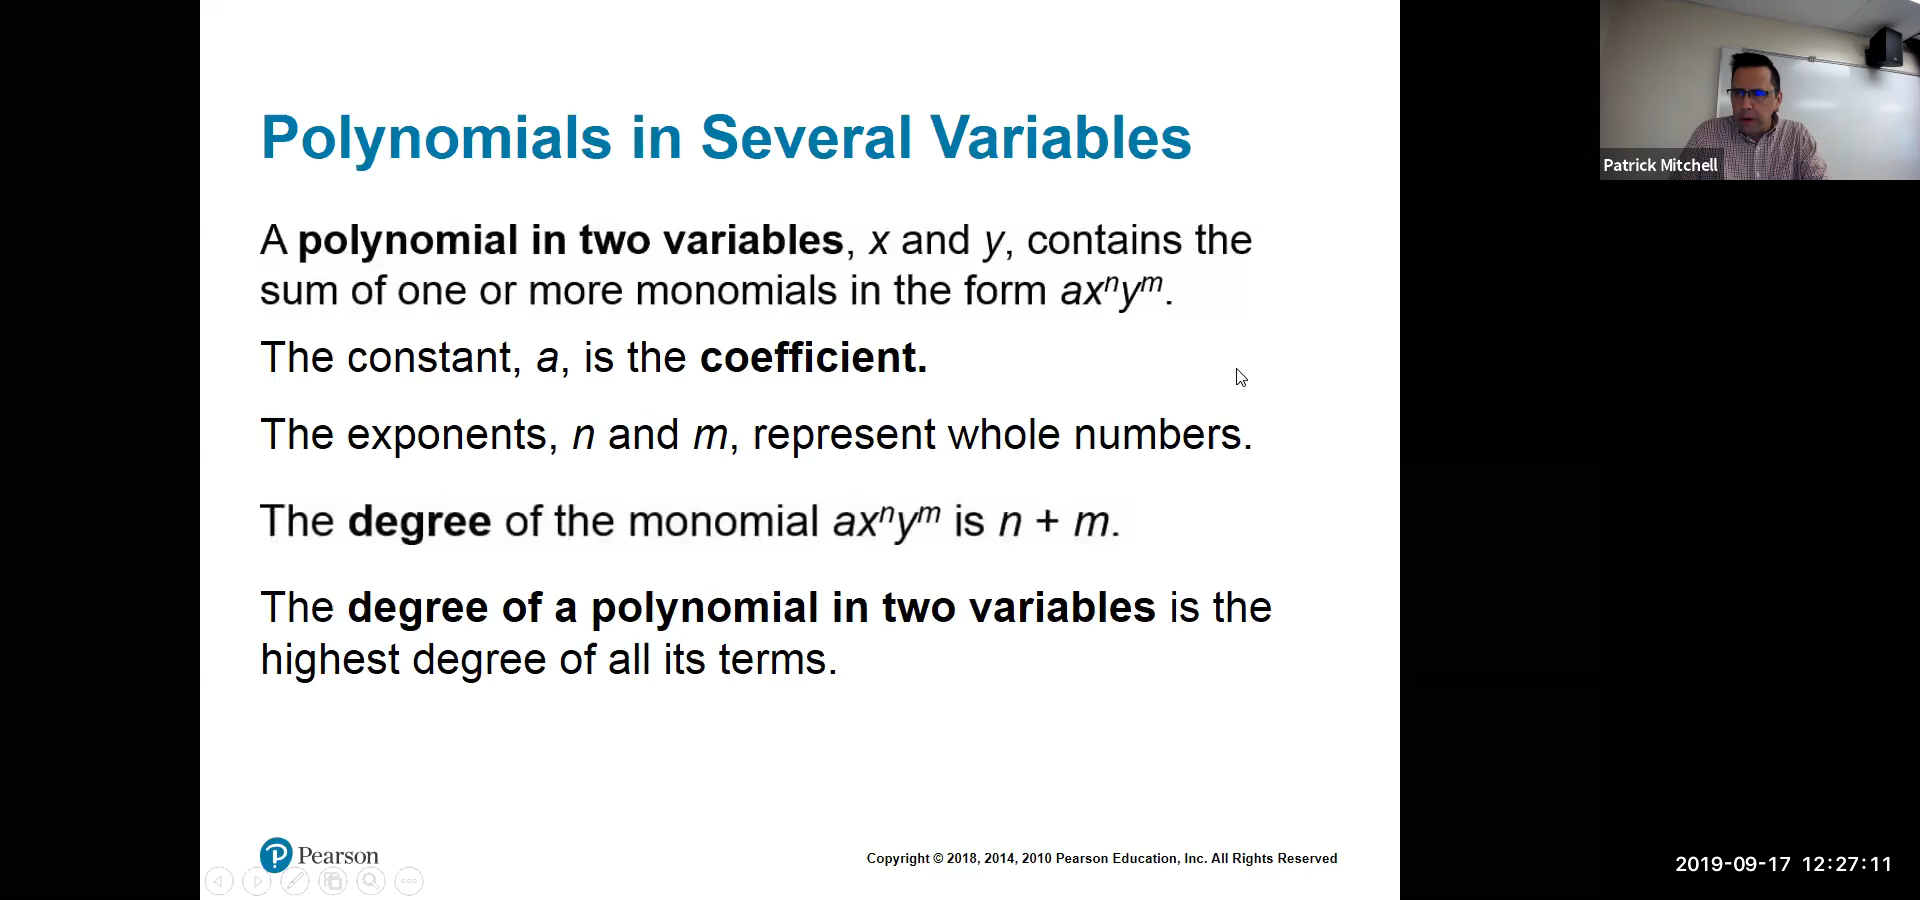 Polynomials in Several Variables
A polynomial in two variables, x and y, contains the
sum of one or more monomials in the form axⁿyᵐ.
The constant, a, is the coefficient.
The exponents, n and m, represent whole numbers.
The degree of the monomial axⁿyᵐ is n + m.
The degree of a polynomial in two variables is the
highest degree of all its terms.
Pearson
Copyright © 2018, 2014, 2010 Pearson Education, Inc. All Rights Reserved
Patrick Mitchell
2019-09-17 12:27:11